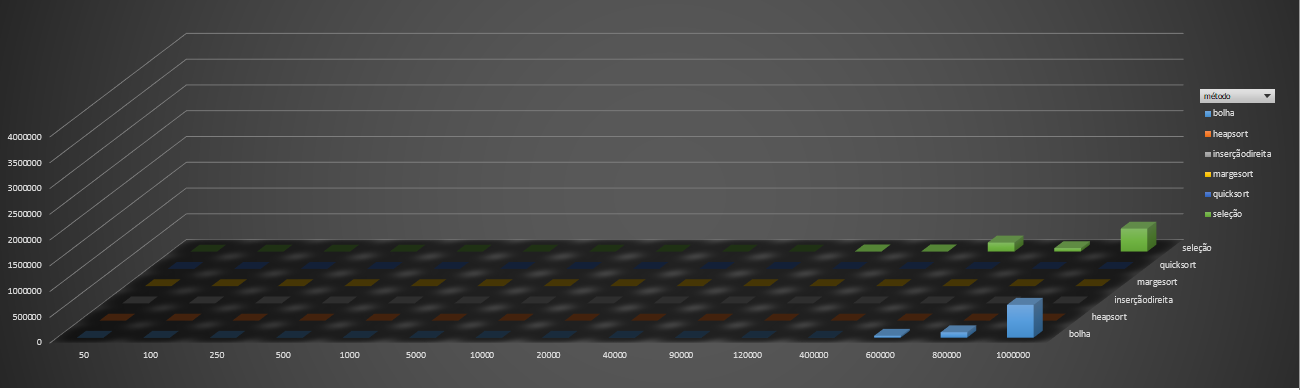 4000000
3500000
3000000
2500000
2000000
1500000
1000000
500000
0
50 100 250 500 1000 5000 10000 20000 40000 90000 120000 400000 600000 800000 1000000
seleção
quicksort
margesort
inserçãodireita
heapsort
bolha
método
bolha
heapsort
inserçãodireita
margesort
quicksort
seleção